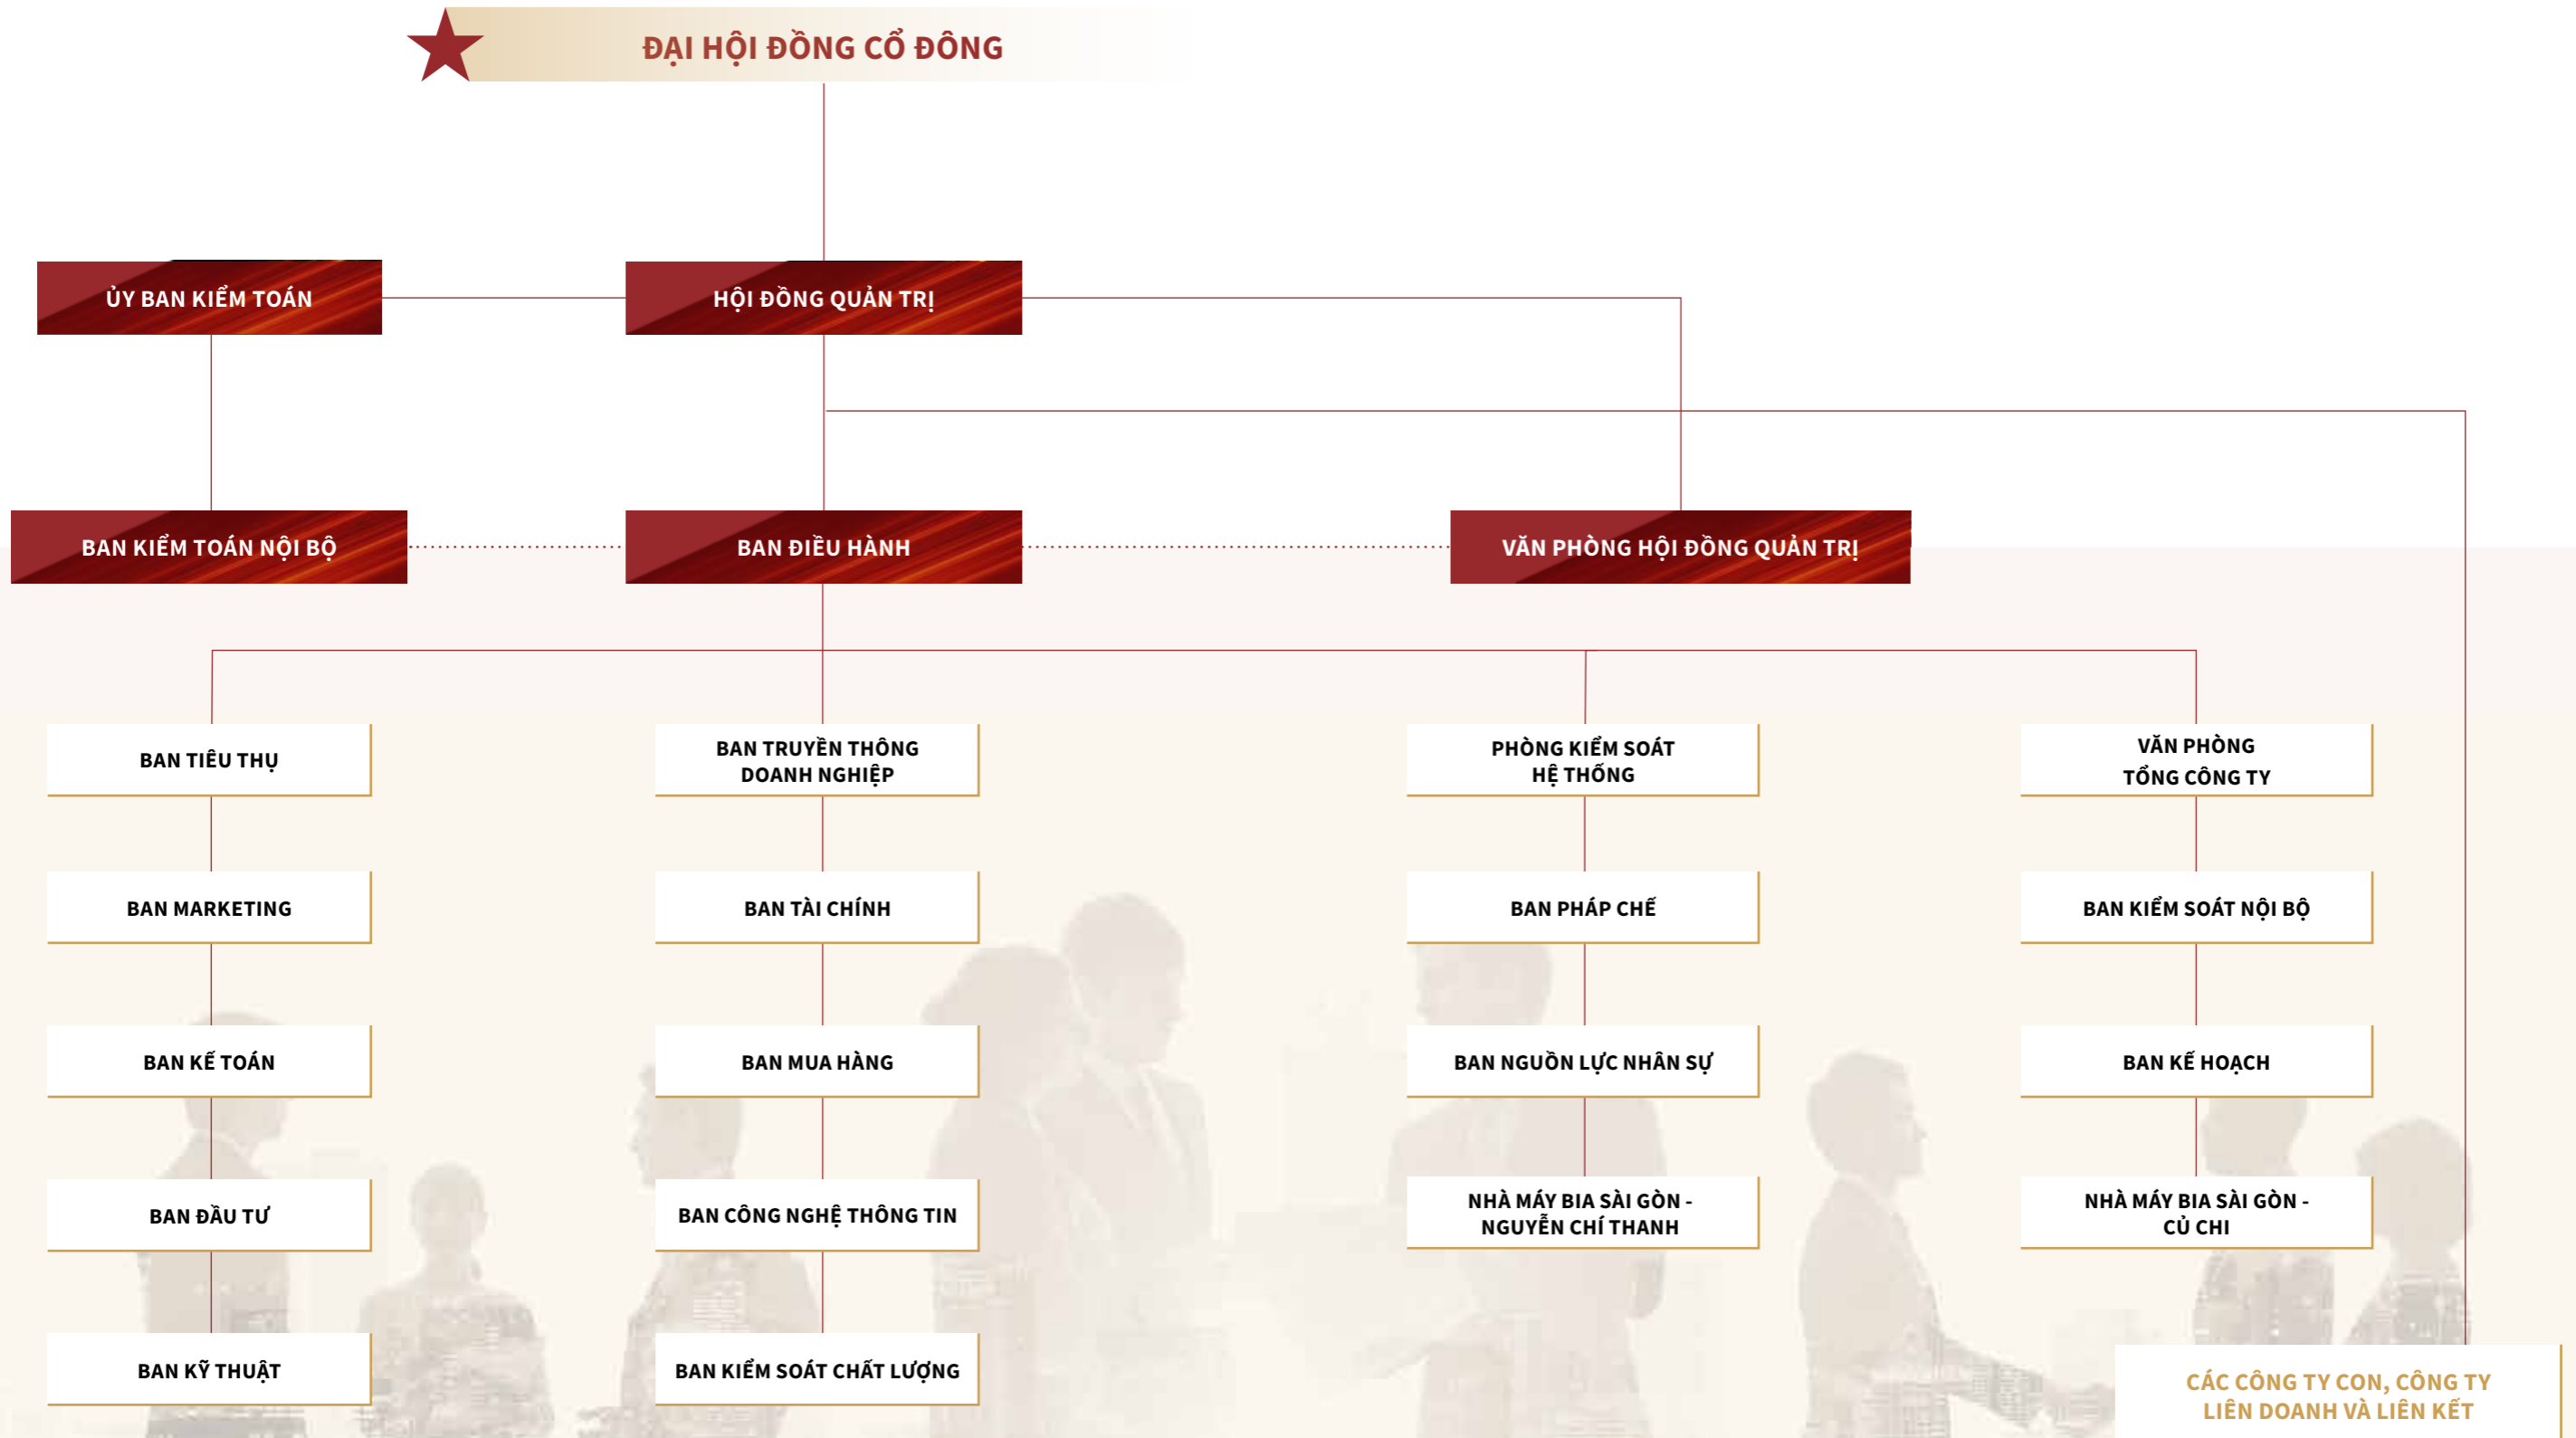 ĐẠI HỘI ĐỒNG CỔ ĐÔNG
ỦY BAN KIỂM TOÁN
HỘI ĐỒNG QUẢN TRỊ
BAN KIỂM TOÁN NỘI BỘ
BAN ĐIỀU HÀNH
VĂN PHÒNG HỘI ĐỒNG QUẢN TRỊ
BAN TIÊU THỤ
BAN TRUYỀN THÔNG
DOANH NGHIỆP
PHÒNG KIỂM SOÁT
HỆ THỐNG
VĂN PHÒNG
TỔNG CÔNG TY
BAN MARKETING
BAN TÀI CHÍNH
BAN PHÁP CHẾ
BAN KIỂM SOÁT NỘI BỘ
BAN KẾ TOÁN
BAN MUA HÀNG
BAN NGUỒN LỰC NHÂN SỰ
BAN KẾ HOẠCH
BAN ĐẦU TƯ
BAN CÔNG NGHỆ THÔNG TIN
NHÀ MÁY BIA SÀI GÒN -
NGUYỄN CHÍ THANH
NHÀ MÁY BIA SÀI GÒN -
CỦ CHI
BAN KỸ THUẬT
BAN KIỂM SOÁT CHẤT LƯỢNG
CÁC CÔNG TY CON, CÔNG TY
LIÊN DOANH VÀ LIÊN KẾT